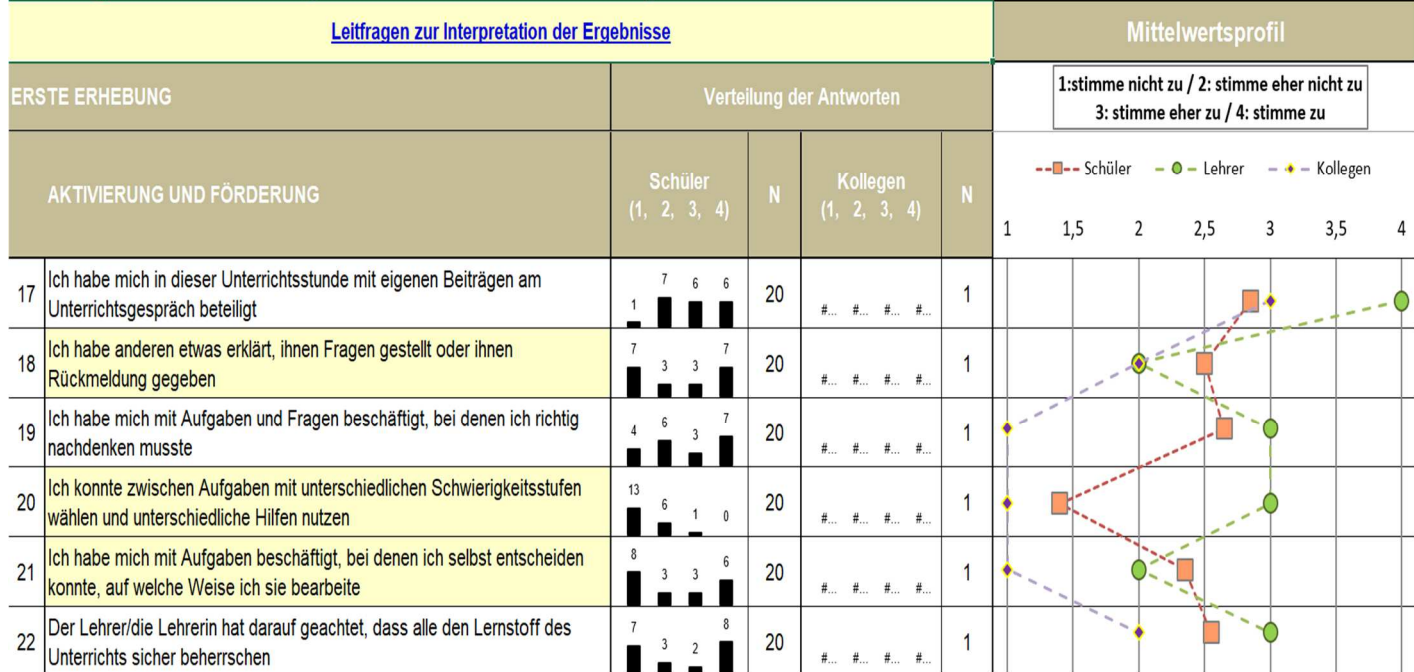 Leitfragen zur Interpretation der Ergebnisse
Mittelwertsprofil
ERSTE ERHEBUNG
Verteilung der Antworten
1:stimme nicht zu / 2: stimme eher nicht zu
3: stimme eher zu / 4: stimme zu
AKTIVIERUNG UND FÖRDERUNG
Schüler
(1, 2, 3, 4)
N
Kollegen
(1, 2, 3, 4)
N
Schüler Lehrer Kollegen
1 1,5 2 2,5 3 3,5 4
17
Ich habe mich in dieser Unterrichtsstunde mit eigenen Beiträgen am
Unterrichtsgespräch beteiligt
1 7 6 6
20
#... #... #... #...
1
18
Ich habe anderen etwas erklärt, ihnen Fragen gestellt oder ihnen
Rückmeldung gegeben
7 3 3 7
20
#... #... #... #...
1
19
Ich habe mich mit Aufgaben und Fragen beschäftigt, bei denen ich richtig
nachdenken musste
4 6 3 7
20
#... #... #... #...
1
20
Ich konnte zwischen Aufgaben mit unterschiedlichen Schwierigkeitsstufen
wählen und unterschiedliche Hilfen nutzen
13 6 1 0
20
#... #... #... #...
1
21
Ich habe mich mit Aufgaben beschäftigt, bei denen ich selbst entscheiden
konnte, auf welche Weise ich sie bearbeite
8 3 3 6
20
#... #... #... #...
1
22
Der Lehrer/die Lehrerin hat darauf geachtet, dass alle den Lernstoff des
Unterrichts sicher beherrschen
7 3 2 8
20
#... #... #... #...
1